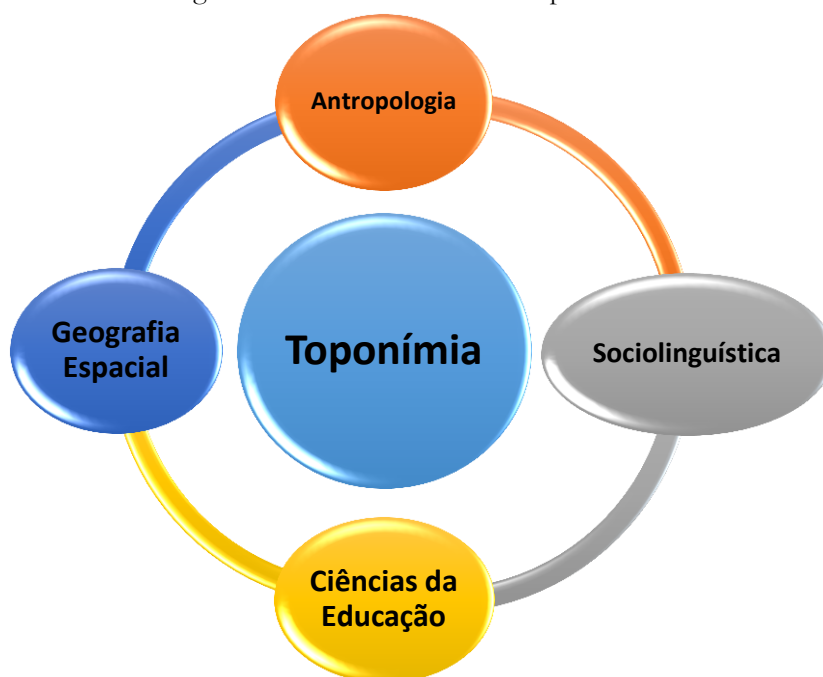 Antropologia
Geografia
Espacial
Toponímia
Sociolinguística
Ciências da
Educação